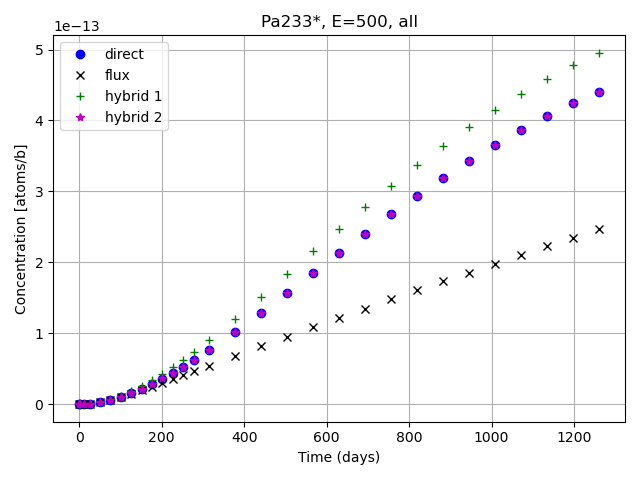 Pa233*, E=500, all
1e−13
direct
flux
hybrid 1
hybrid 2
5
4
3
2
1
0
Concentration [atoms/b]
0 200 400 600 800 1000 1200
Time (days)